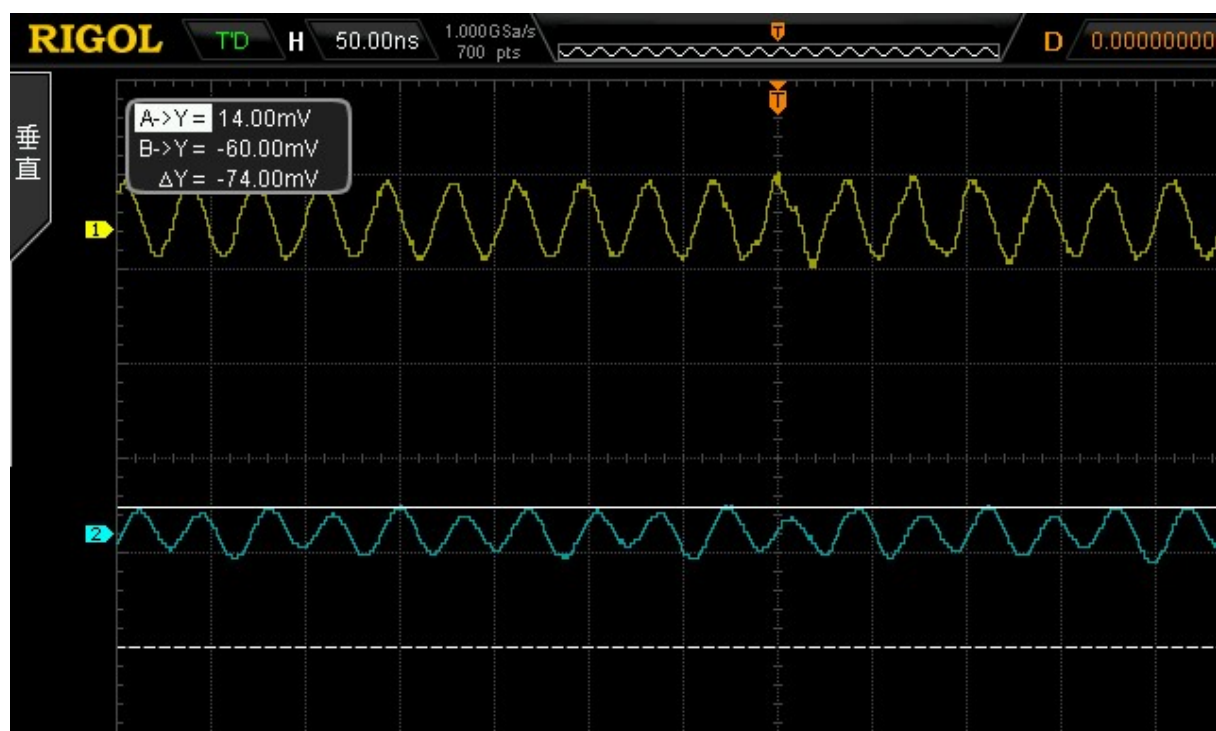 RIGOL T'D H 50.00ns 1.000GSa/s 700 pts D 0.00000000
T
垂直
T
A->Y= 14.00mV
B->Y= -60.00mV
△Y= -74.00mV
1
2